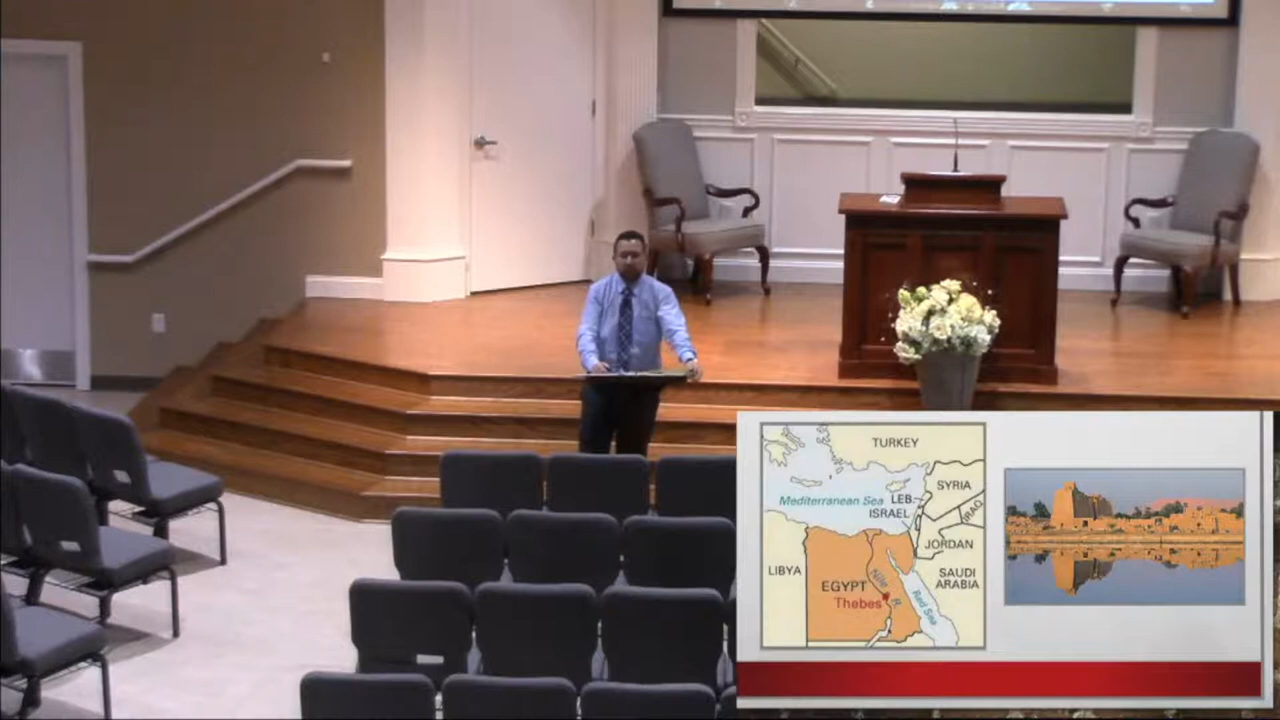 TURKEY
SYRIA
Mediterranean Sea
LEB.
IRAQ
ISRAEL
JORDAN
LIBYA
SAUDI
ARABIA
EGYPT
Nile
R.
Thebes
Red Sea